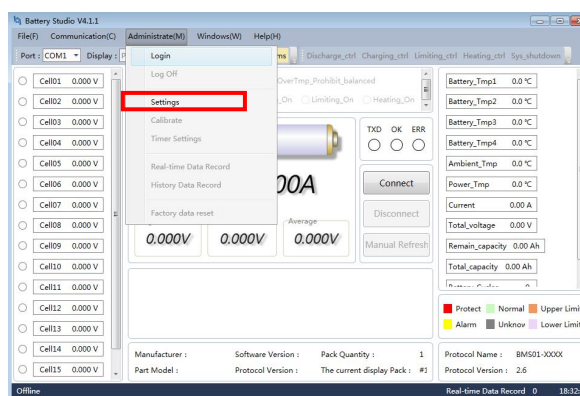 Battery Studio V4.1.1
File(F) Communication(C) Administrate(M) Windows(W) Help(H)
Port : COM1 Display : Discharge_ctrl Charging_ctrl Limiting_ctrl Heating_ctrl Sys_shutdown
Login
Log Off
Settings
Calibrate
Timer Settings
Real-time Data Record
History Data Record
Factory data reset
Cell01 0.000 V
Cell02 0.000 V
Cell03 0.000 V
Cell04 0.000 V
Cell05 0.000 V
Cell06 0.000 V
Cell07 0.000 V
Cell08 0.000 V
Cell09 0.000 V
Cell10 0.000 V
Cell11 0.000 V
Cell12 0.000 V
Cell13 0.000 V
Cell14 0.000 V
Cell15 0.000 V
OverTmp_Prohibit_balanced
_On Limiting_On Heating_On
TXD OK ERR
00A
Average
0.000V 0.000V 0.000V
Connect
Disconnect
Manual Refresh
Battery_Tmp1 0.0 ℃
Battery_Tmp2 0.0 ℃
Battery_Tmp3 0.0 ℃
Battery_Tmp4 0.0 ℃
Ambient_Tmp 0.0 ℃
Power_Tmp 0.0 ℃
Current 0.00 A
Total_voltage 0.00 V
Remain_capacity 0.00 Ah
Total_capacity 0.00 Ah
Protect Normal Upper Limi
Alarm Unknov Lower Limit
Manufacturer : Software Version : Pack Quantity : 1
Part Model : Protocol Version : The current display Pack : #1
Protocol Name : BMS01-XXXX
Protocol Version : 2.6
Offline Real-time Data Record 0 18:32: